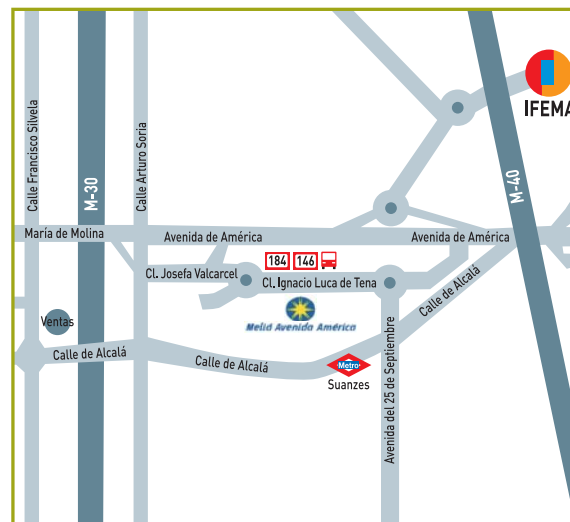 IFEMA
Calle Francisco Silvela
M-30
Calle Arturo Soria
M-40
María de Molina
Avenida de América
Avenida de América
184 146
Cl. Josefa Valcarcel
Cl. Ignacio Luca de Tena
Calle de Alcalá
Ventas
Melid Avenida América
Calle de Alcalá
Calle de Alcalá
Metro
Suanzes
Avenida del 25 de Septiembre